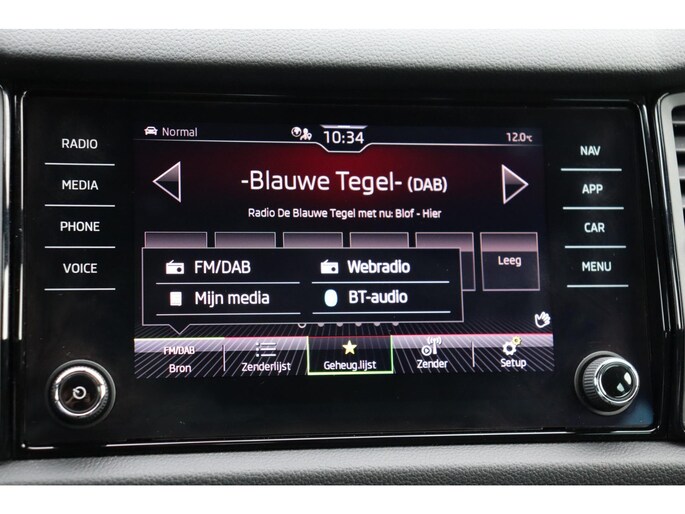 RADIO
MEDIA
PHONE
VOICE
Normal
10:34
12.0°C
-Blauwe Tegel- (DAB)
Radio De Blauwe Tegel met nu: Blof - Hier
Leeg
FM/DAB
Webradio
Mijn media
BT-audio
FM/DAB
Bron
Zenderlijst
Geheug.lijst
Zender
Setup
NAV
APP
CAR
MENU